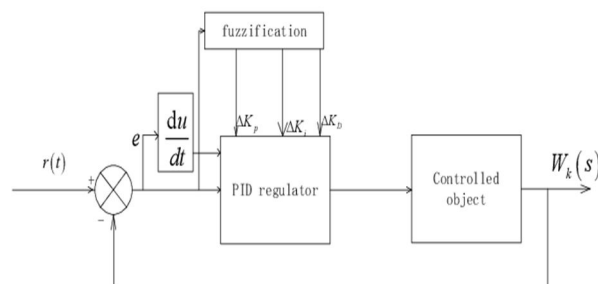 fuzzification
ΔK_p ΔK_i ΔK_D
du
dt
e
r(t)
+
−
PID regulator
Controlled
object
W_k(s)